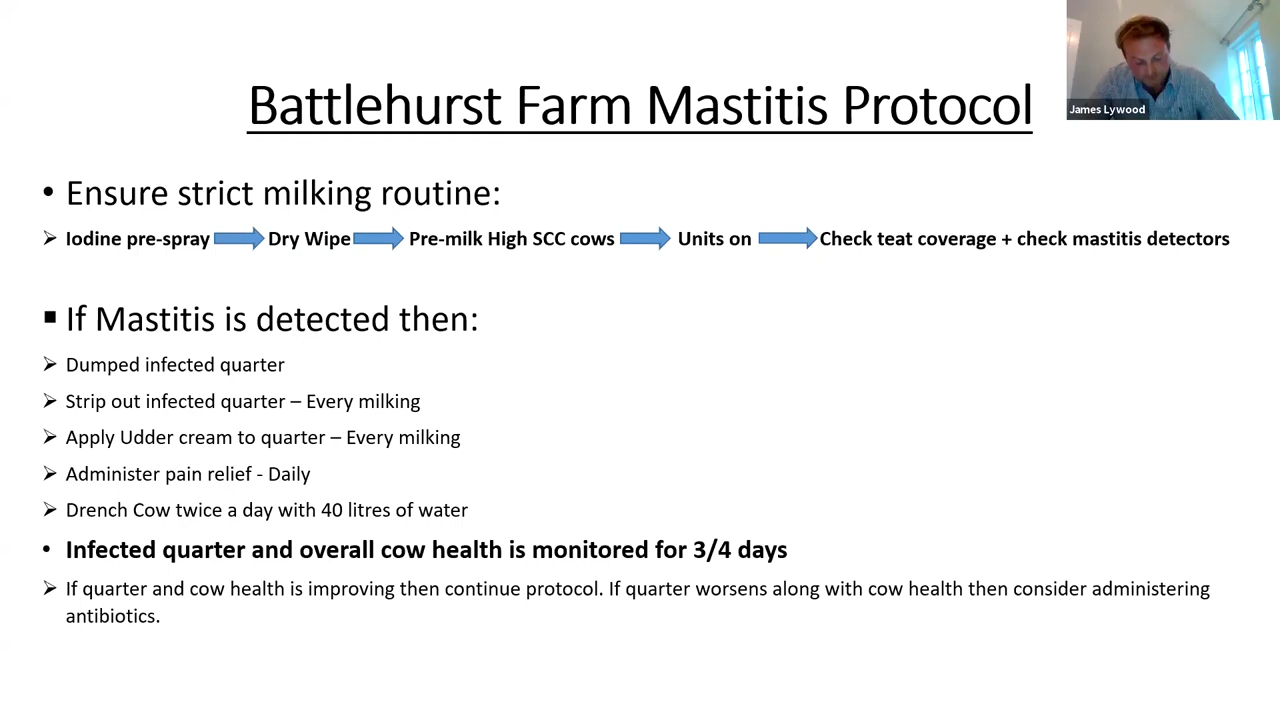 James Lywood
Battlehurst Farm Mastitis Protocol
• Ensure strict milking routine:
➢ Iodine pre-spray Dry Wipe Pre-milk High SCC cows Units on Check teat coverage + check mastitis detectors
▪ If Mastitis is detected then:
➢ Dumped infected quarter
➢ Strip out infected quarter – Every milking
➢ Apply Udder cream to quarter – Every milking
➢ Administer pain relief - Daily
➢ Drench Cow twice a day with 40 litres of water
• Infected quarter and overall cow health is monitored for 3/4 days
➢ If quarter and cow health is improving then continue protocol. If quarter worsens along with cow health then consider administering
antibiotics.